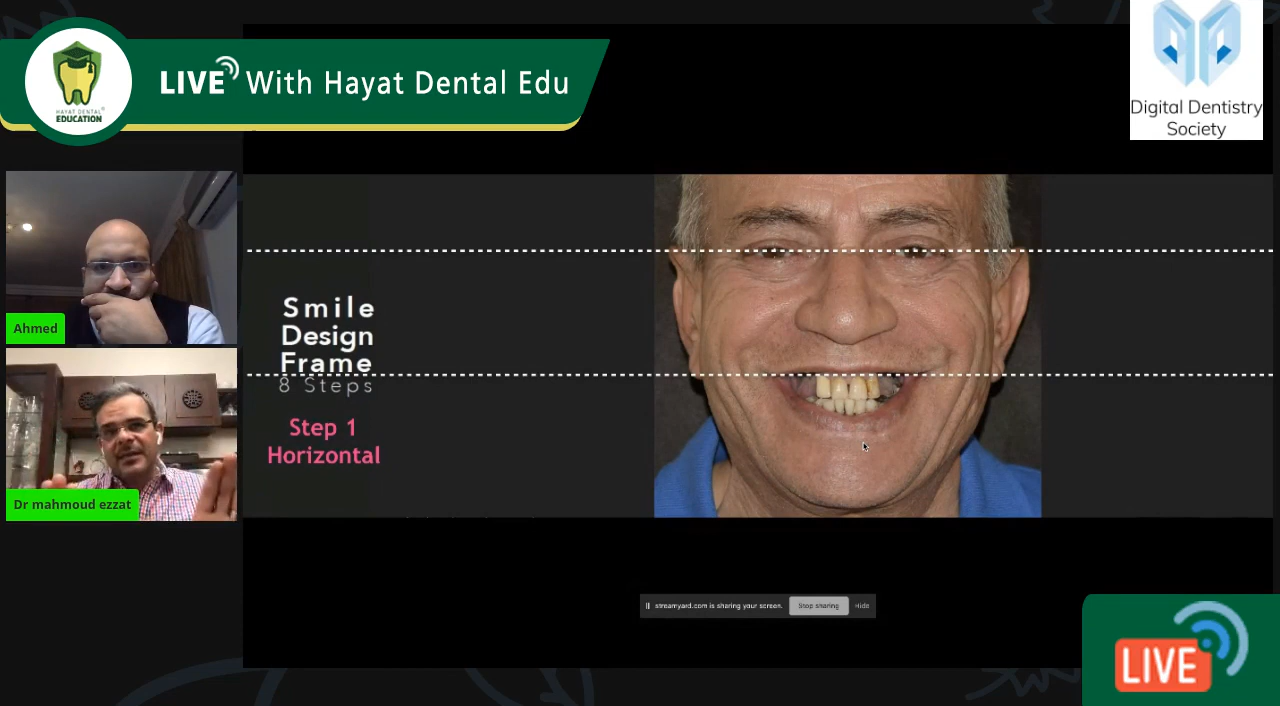 LIVE With Hayat Dental Edu
HAYAT DENTAL®
EDUCATION
Digital Dentistry
Society
Ahmed
Dr mahmoud ezzat
Smile
Design
Frame
8 Steps
Step 1
Horizontal
streamyard.com is sharing your screen.
Stop sharing
Hide
LIVE